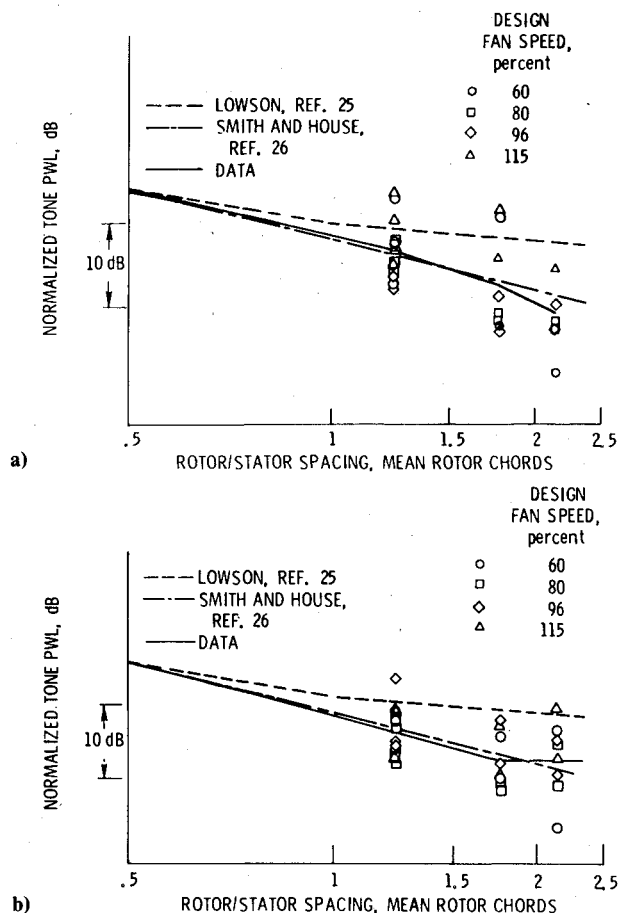 DESIGN
FAN SPEED,
percent
60
80
96
115
LOWSON, REF. 25
SMITH AND HOUSE,
REF. 26
DATA
NORMALIZED TONE PWL, dB
10 dB
.5 1 1.5 2 2.5
ROTOR/STATOR SPACING, MEAN ROTOR CHORDS
a)
DESIGN
FAN SPEED,
percent
60
80
96
115
LOWSON, REF. 25
SMITH AND HOUSE,
REF. 26
DATA
NORMALIZED TONE PWL, dB
10 dB
.5 1 1.5 2 2.5
ROTOR/STATOR SPACING, MEAN ROTOR CHORDS
b)